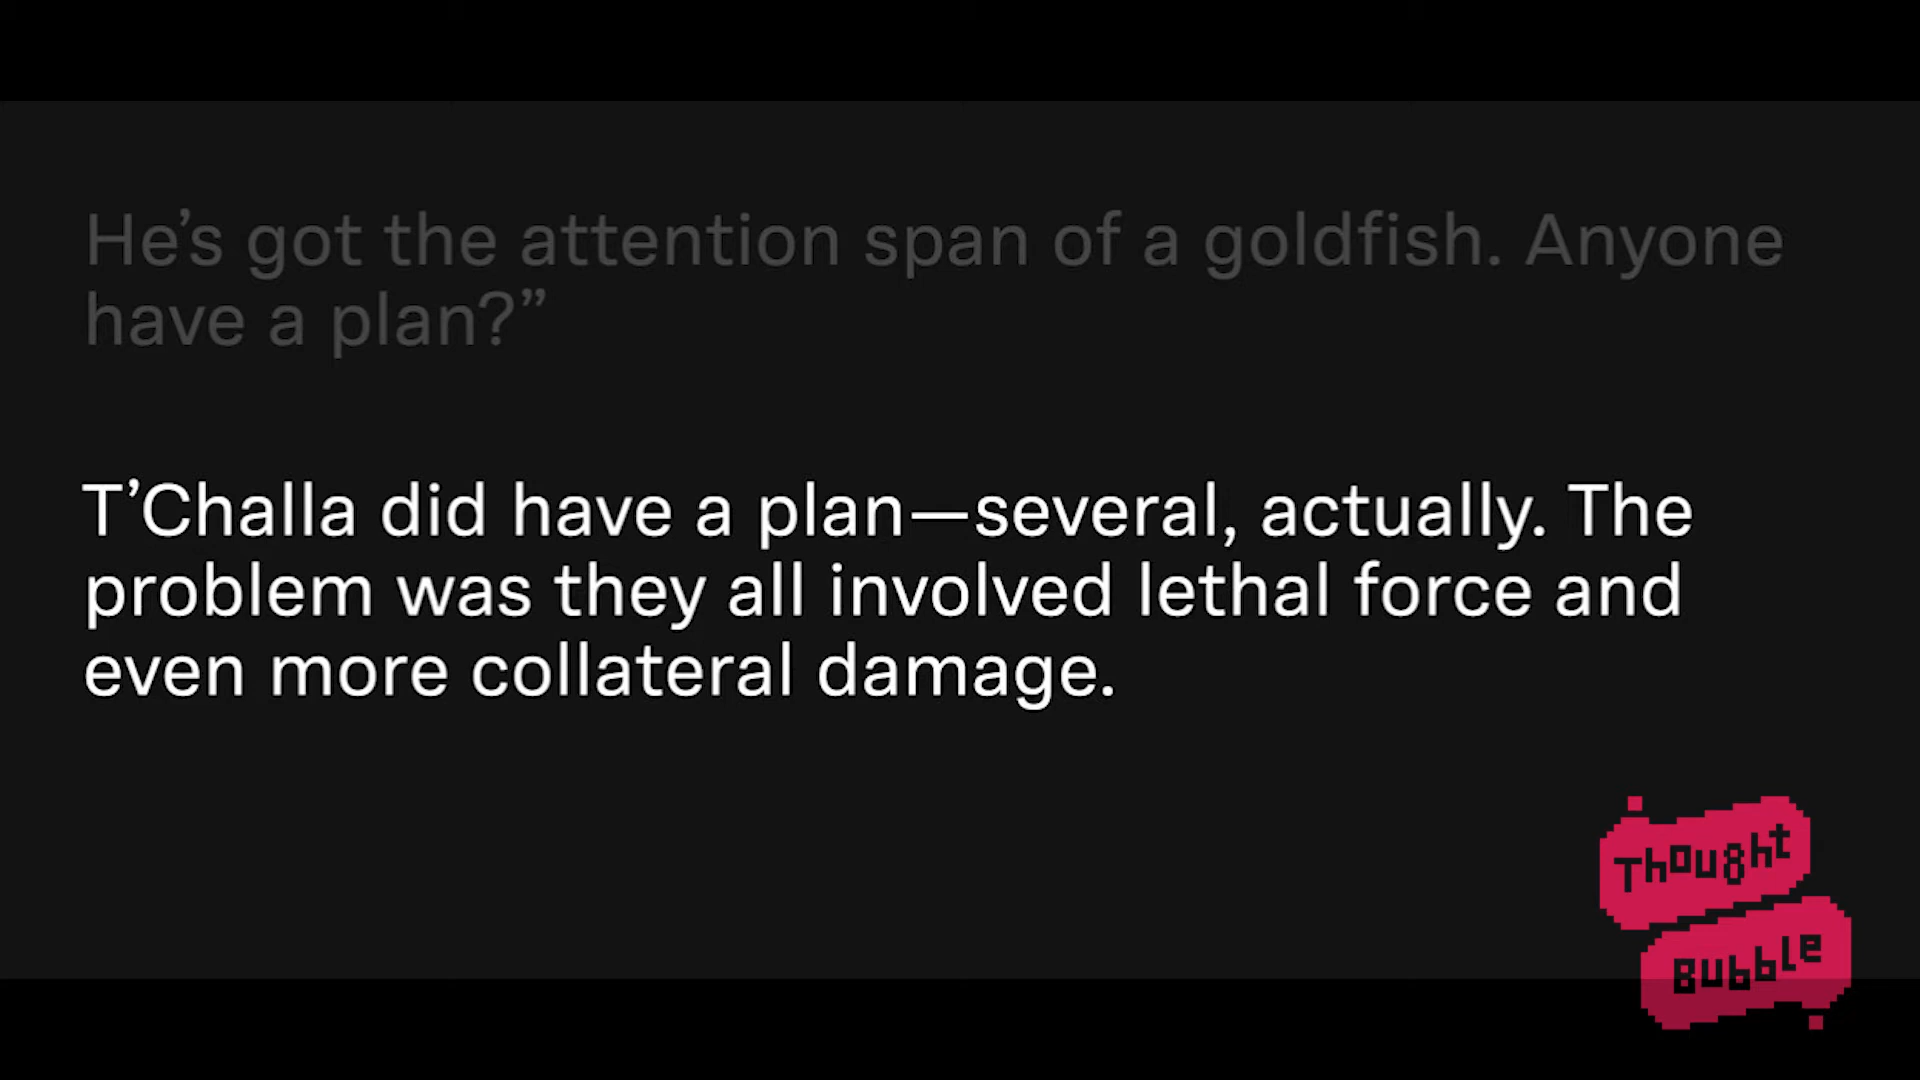 He’s got the attention span of a goldfish. Anyone
have a plan?”
T’Challa did have a plan—several, actually. The
problem was they all involved lethal force and
even more collateral damage.
Thought
Bubble